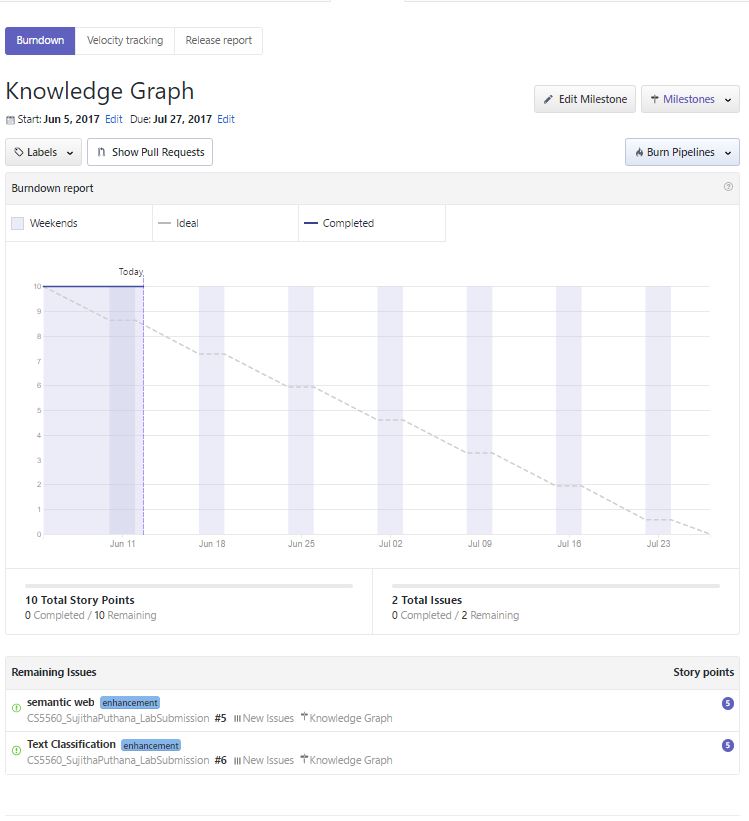 Burndown Velocity tracking Release report
Knowledge Graph
Edit Milestone Milestones
Start: Jun 5, 2017 Edit Due: Jul 27, 2017 Edit
Labels Show Pull Requests Burn Pipelines
Burndown report
Weekends Ideal Completed
Today
10
9
8
7
6
5
4
3
2
1
0
Jun 11 Jun 18 Jun 25 Jul 02 Jul 09 Jul 16 Jul 23
10 Total Story Points 2 Total Issues
0 Completed / 10 Remaining 0 Completed / 2 Remaining
Remaining Issues Story points
semantic web enhancement 5
CS5560_SujithaPuthana_LabSubmission #5 New Issues Knowledge Graph
Text Classification enhancement 5
CS5560_SujithaPuthana_LabSubmission #6 New Issues Knowledge Graph